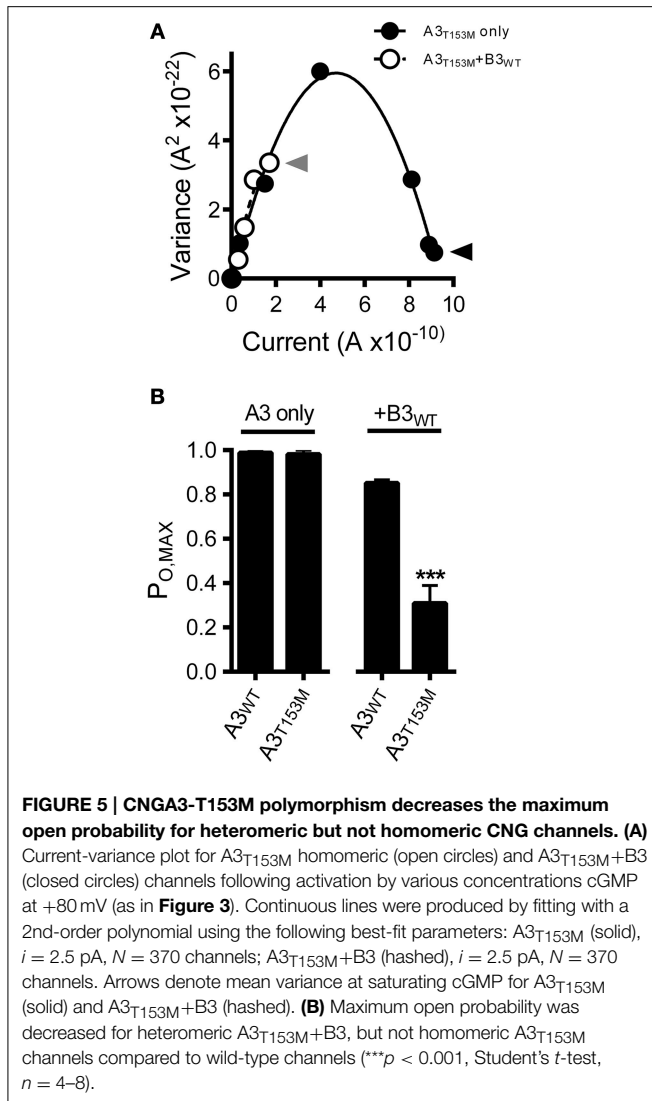 A
A3T153M only
A3T153M+B3WT
Variance (A2 x10-22)
6
4
2
0
0 2 4 6 8 10
Current (A x10-10)
B
A3 only +B3WT
PO,MAX
1.0
0.8
0.6
0.4
0.2
0.0
***
A3WT A3T153M A3WT A3T153M
FIGURE 5 | CNGA3-T153M polymorphism decreases the maximum
open probability for heteromeric but not homomeric CNG channels. (A)
Current-variance plot for A3T153M homomeric (open circles) and A3T153M+B3
(closed circles) channels following activation by various concentrations cGMP
at +80 mV (as in Figure 3). Continuous lines were produced by fitting with a
2nd-order polynomial using the following best-fit parameters: A3T153M (solid),
i = 2.5 pA, N = 370 channels; A3T153M+B3 (hashed), i = 2.5 pA, N = 370
channels. Arrows denote mean variance at saturating cGMP for A3T153M
(solid) and A3T153M+B3 (hashed). (B) Maximum open probability was
decreased for heteromeric A3T153M+B3, but not homomeric A3T153M
channels compared to wild-type channels (***p < 0.001, Student's t-test,
n = 4–8).